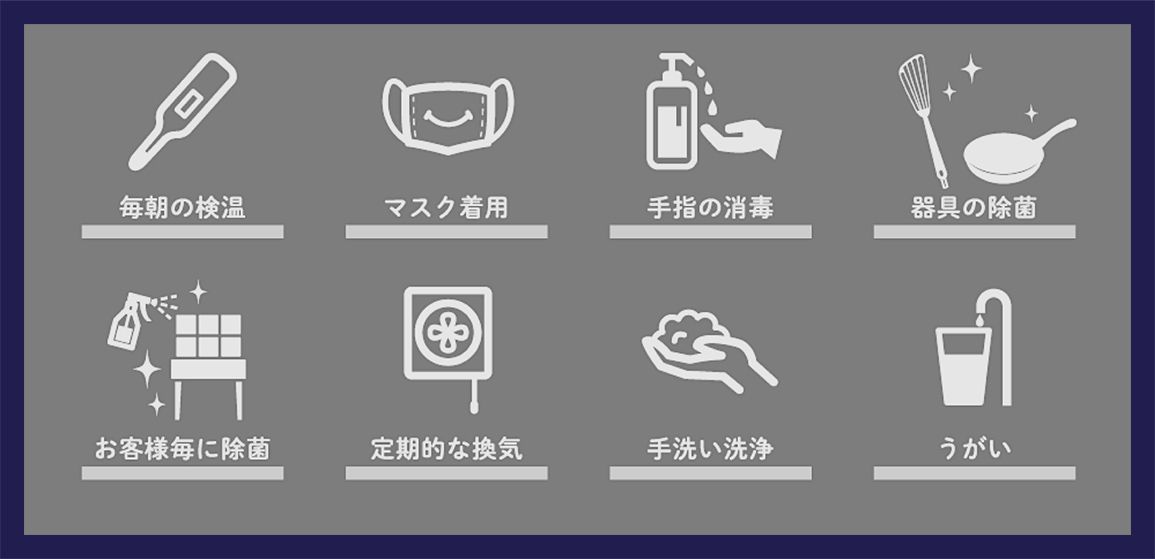 毎朝の検温
マスク着用
手指の消毒
器具の除菌
お客様毎に除菌
定期的な換気
手洗い洗浄
うがい